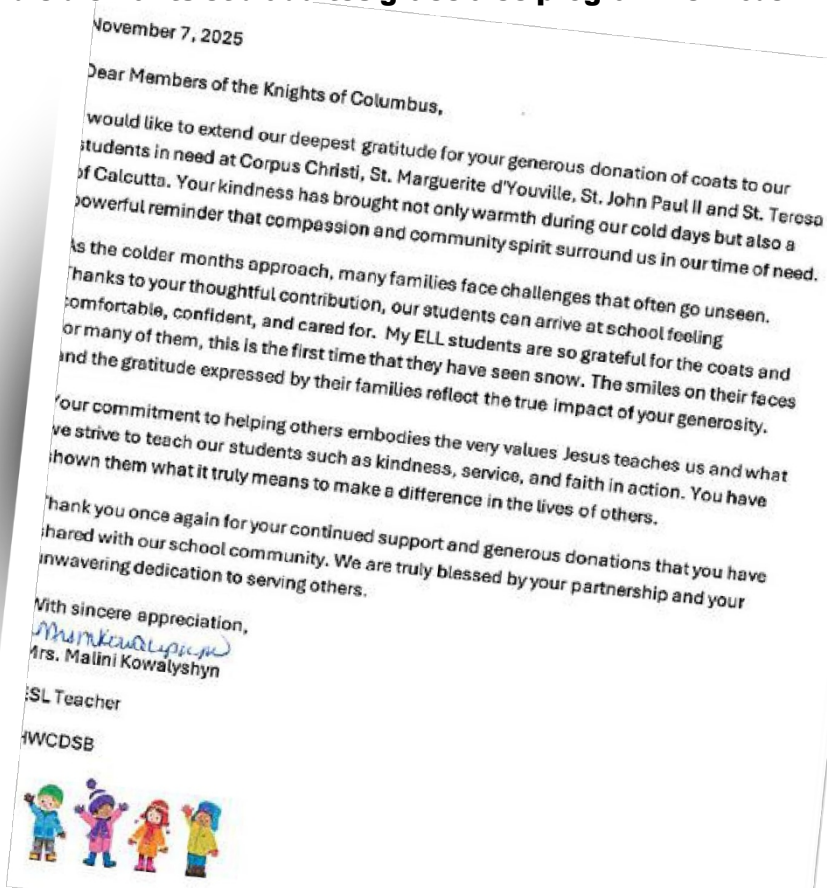 November 7, 2025
Dear Members of the Knights of Columbus,
would like to extend our deepest gratitude for your generous donation of coats to our
students in need at Corpus Christi, St. Marguerite d'Youville, St. John Paul II and St. Teresa
of Calcutta. Your kindness has brought not only warmth during our cold days but also a
powerful reminder that compassion and community spirit surround us in our time of need.
As the colder months approach, many families face challenges that often go unseen.
Thanks to your thoughtful contribution, our students can arrive at school feeling
comfortable, confident, and cared for. My ELL students are so grateful for the coats and
for many of them, this is the first time that they have seen snow. The smiles on their faces
and the gratitude expressed by their families reflect the true impact of your generosity.
Your commitment to helping others embodies the very values Jesus teaches us and what
we strive to teach our students such as kindness, service, and faith in action. You have
shown them what it truly means to make a difference in the lives of others.
Thank you once again for your continued support and generous donations that you have
shared with our school community. We are truly blessed by your partnership and your
unwavering dedication to serving others.
With sincere appreciation,
Mrs. Malini Kowalyshyn
ESL Teacher
HWCDSB